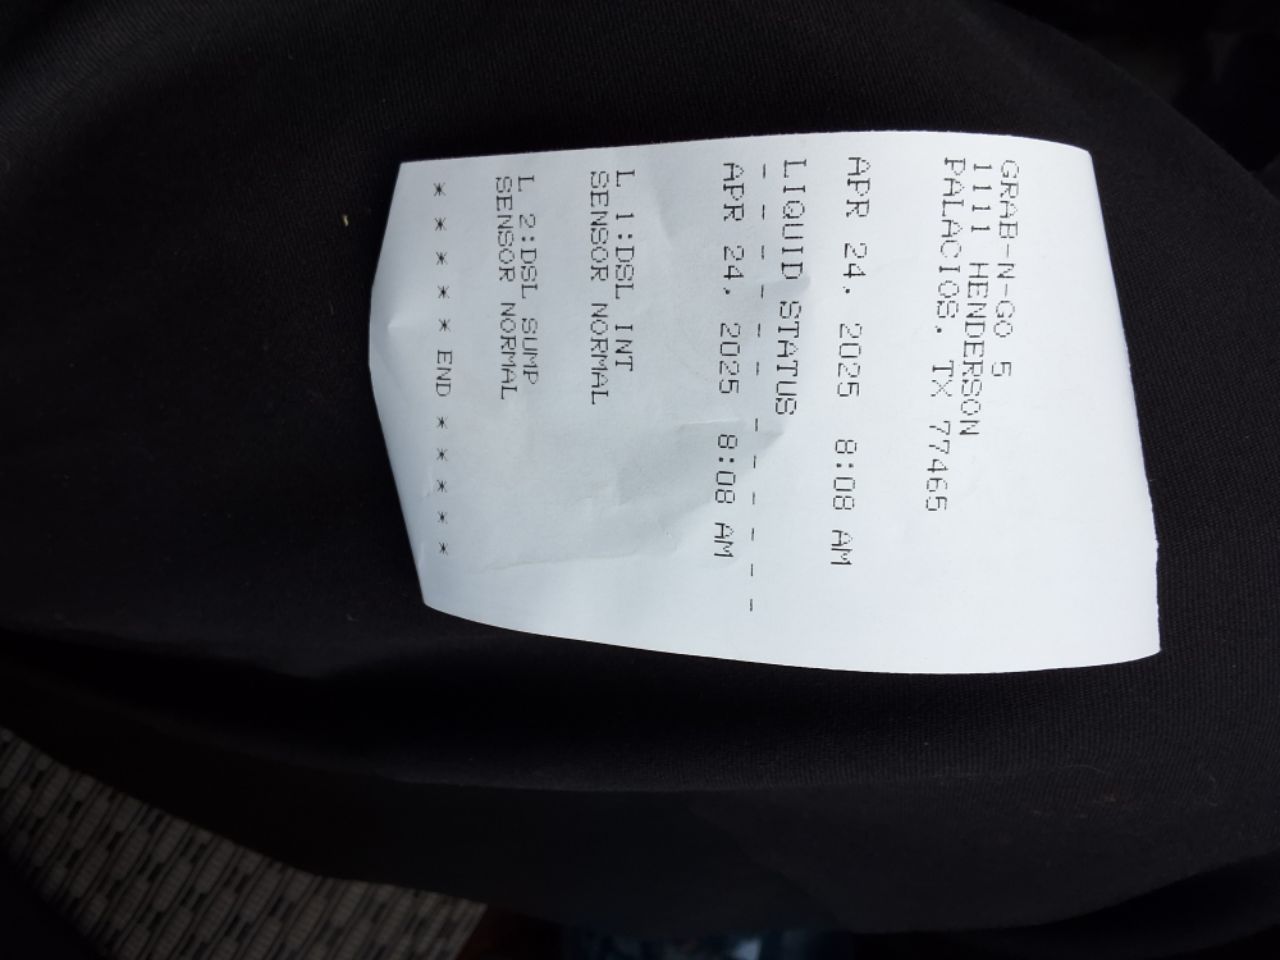 GRAB-N-GO 5
1111 HENDERSON
PALACIOS, TX 77465
APR 24, 2025 8:08 AM
LIQUID STATUS
- - - - - - - - - - - -
APR 24, 2025 8:08 AM
L 1:DSL INT
SENSOR NORMAL
L 2:DSL SUMP
SENSOR NORMAL
* * * * * END * * * * *